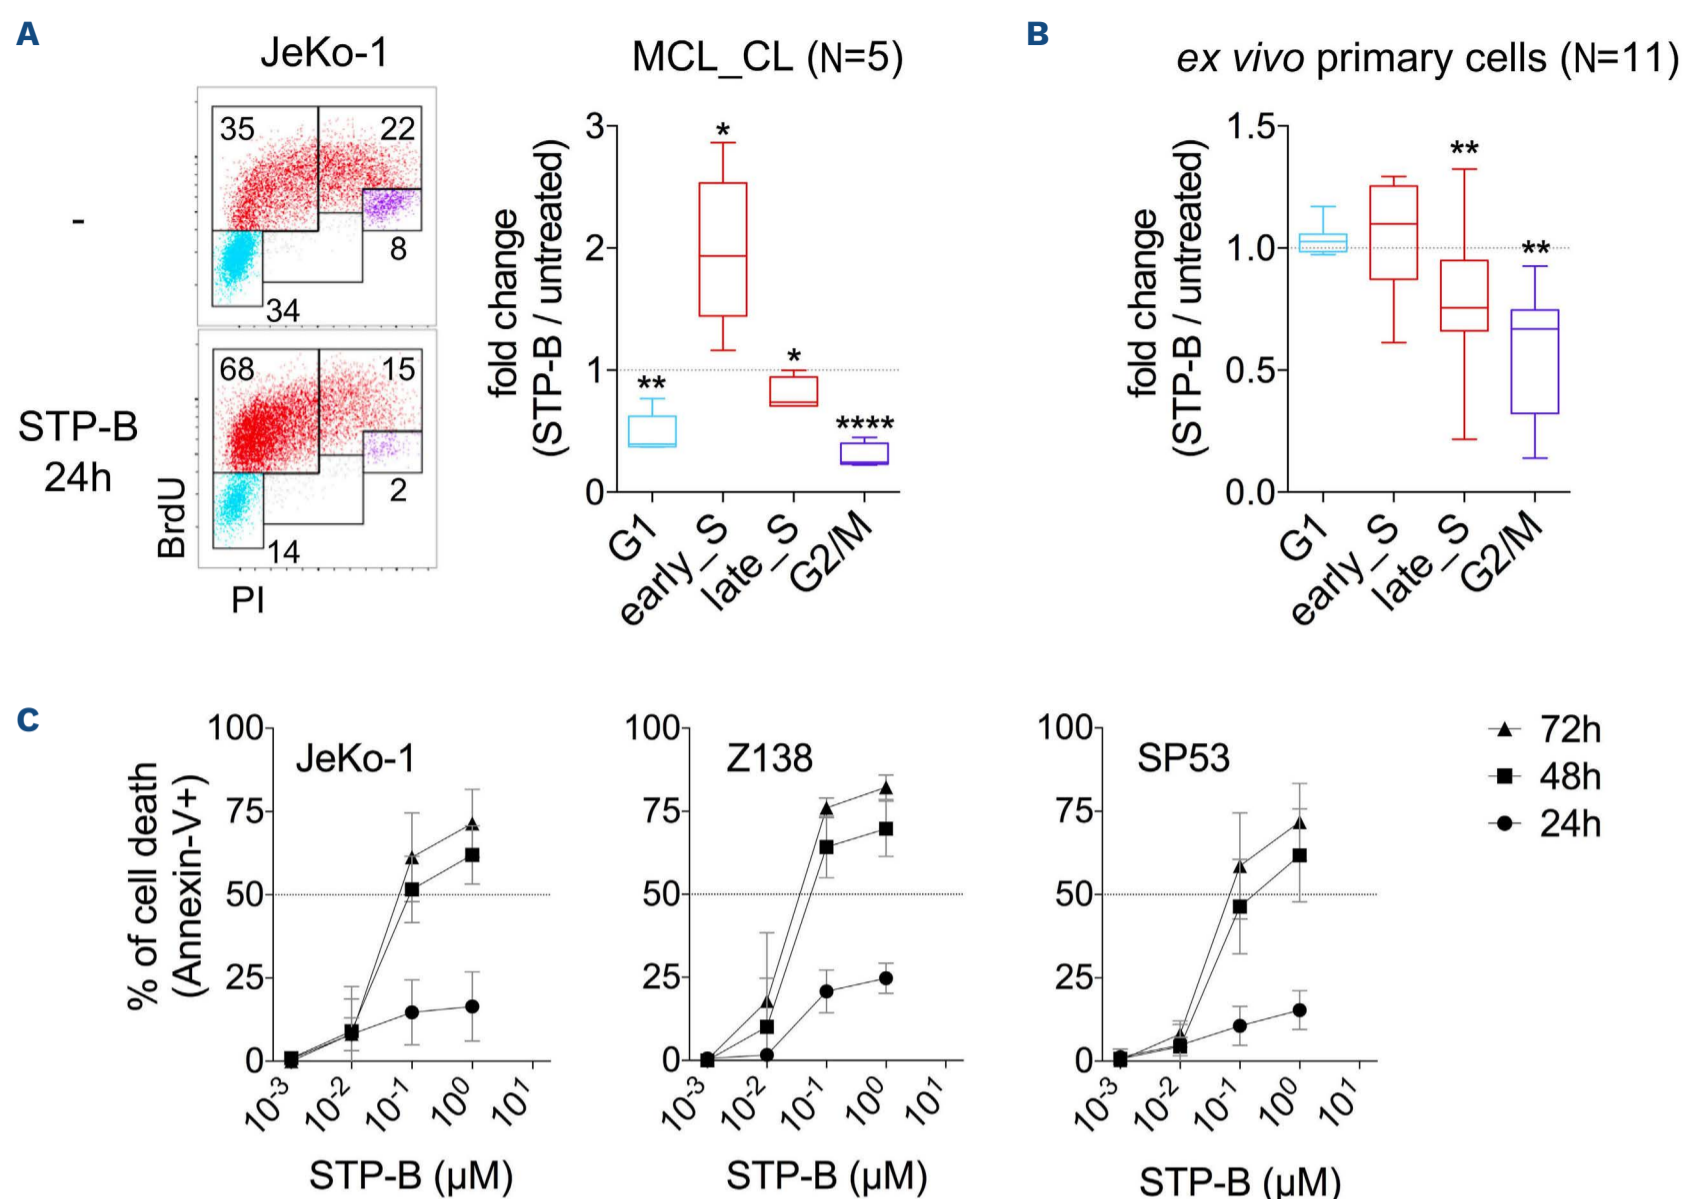 A
JeKo-1
MCL_CL (N=5)
B
ex vivo primary cells (N=11)
-
35
22
8
34
STP-B
24h
68
15
2
14
BrdU
PI
fold change
(STP-B / untreated)
3
2
1
0
**
*
*
****
G1
early_S
late_S
G2/M
fold change
(STP-B / untreated)
1.5
1.0
0.5
0.0
**
**
G1
early_S
late_S
G2/M
C
% of cell death
(Annexin-V+)
100
75
50
25
0
JeKo-1
10-3
10-2
10-1
100
101
STP-B (µM)
100
75
50
25
0
Z138
10-3
10-2
10-1
100
101
STP-B (µM)
100
75
50
25
0
SP53
10-3
10-2
10-1
100
101
STP-B (µM)
72h
48h
24h